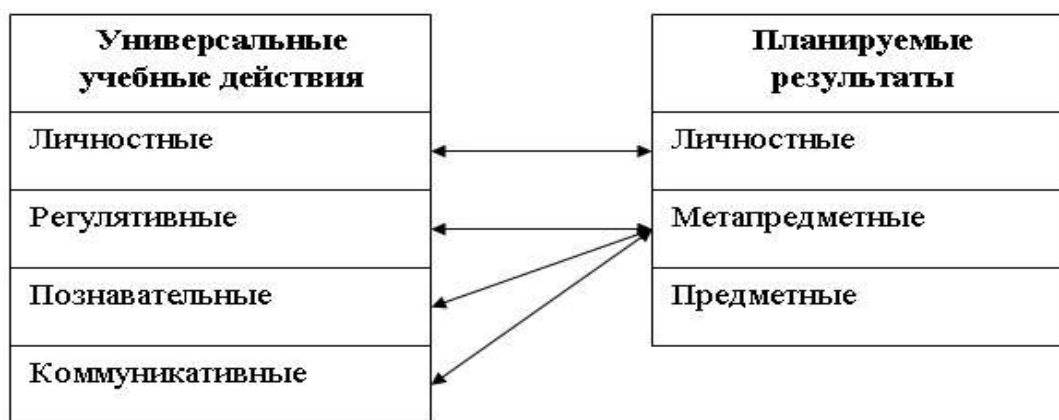 Универсальные
учебные действия
Личностные
Регулятивные
Познавательные
Коммуникативные
Планируемые
результаты
Личностные
Метапредметные
Предметные